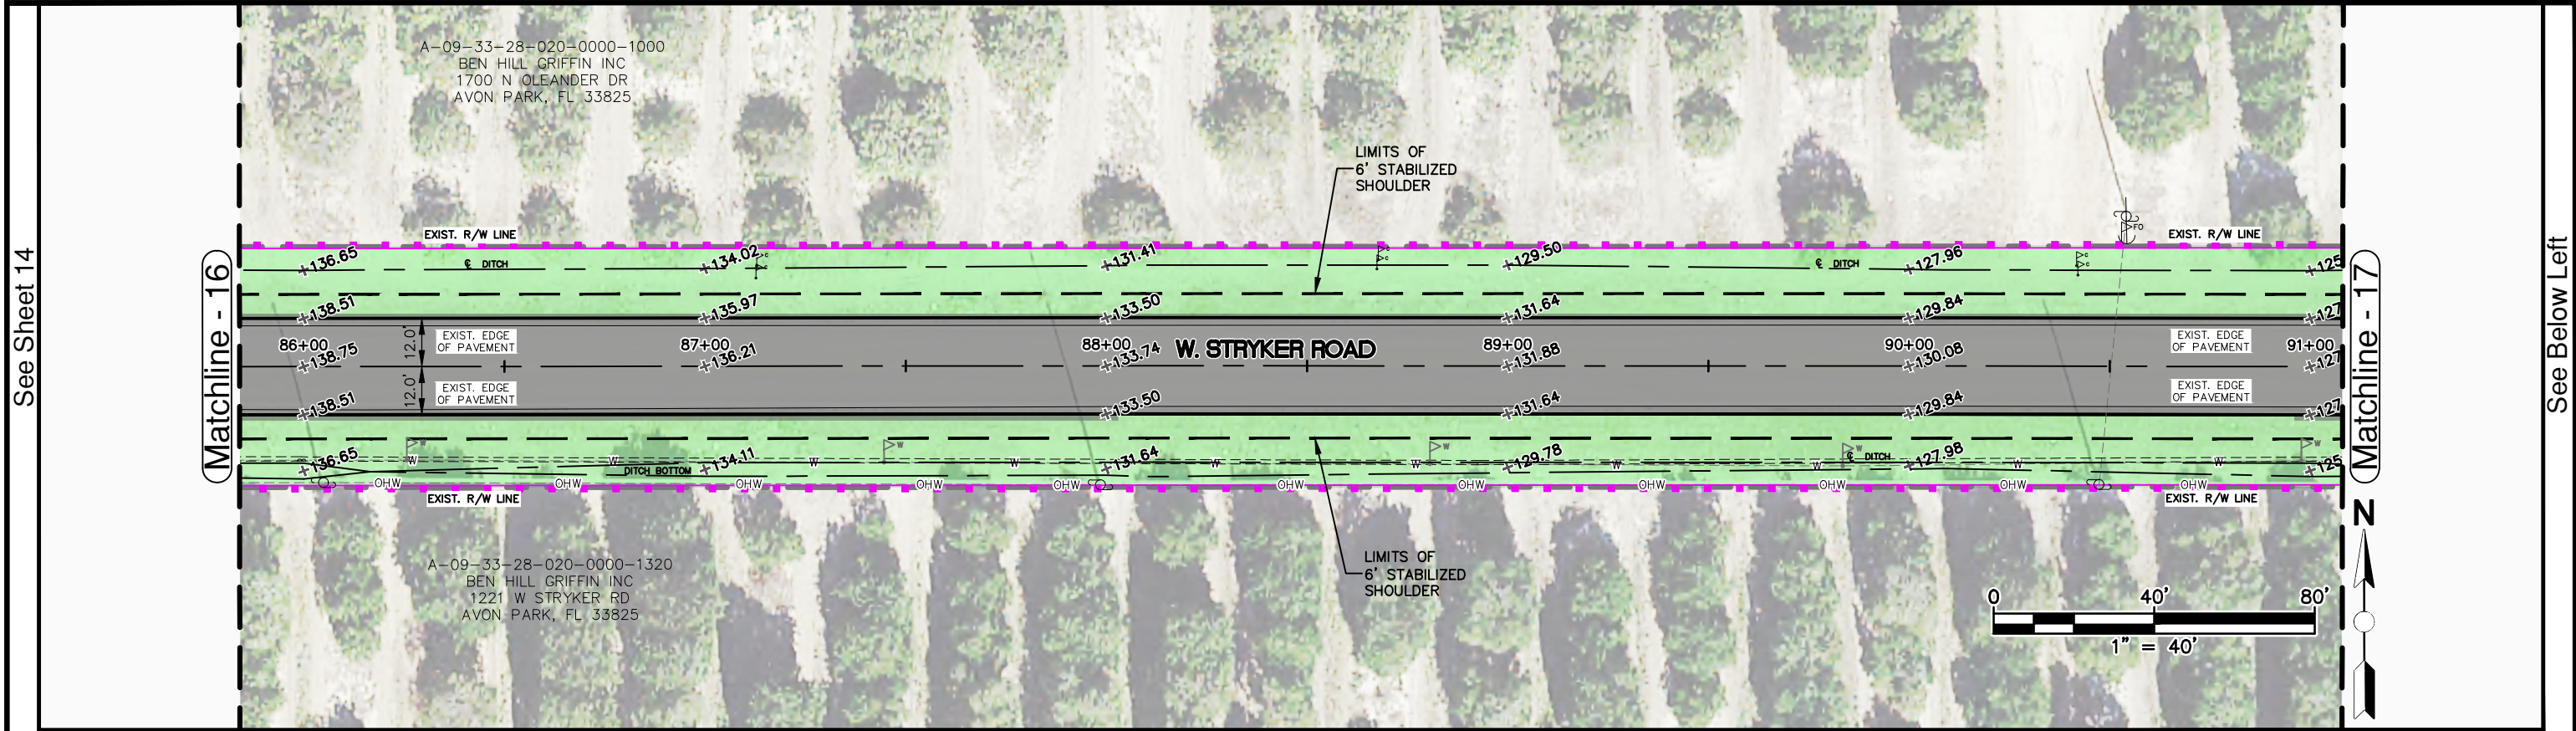 A-09-33-28-020-0000-1000
BEN HILL GRIFFIN INC
1700 N OLEANDER DR
AVON PARK, FL 33825
LIMITS OF
6' STABILIZED
SHOULDER
See Sheet 14
Matchline - 16
EXIST. R/W LINE
EXIST. R/W LINE
FO
℄ DITCH
℄ DITCH
C
C
C
C
C
C
+136.65
+134.02
+131.41
+129.50
+127.96
+125
+138.51
+135.97
+133.50
+131.64
+129.84
+127
12.0'
EXIST. EDGE
OF PAVEMENT
EXIST. EDGE
OF PAVEMENT
86+00
87+00
88+00
W. STRYKER ROAD
89+00
90+00
91+00
+138.75
+136.21
+133.74
+131.88
+130.08
+127
12.0'
EXIST. EDGE
OF PAVEMENT
EXIST. EDGE
OF PAVEMENT
+138.51
+133.50
+131.64
+129.84
+127
W
W
W
W
W
W W W W W W W W W W
+136.65
+134.11
+131.64
+129.78
+127.98
+125
DITCH BOTTOM
℄ DITCH
OHW OHW OHW OHW OHW OHW OHW OHW OHW OHW OHW
EXIST. R/W LINE
EXIST. R/W LINE
Matchline - 17
See Below Left
A-09-33-28-020-0000-1320
BEN HILL GRIFFIN INC
1221 W STRYKER RD
AVON PARK, FL 33825
LIMITS OF
6' STABILIZED
SHOULDER
N
0 40' 80'
1" = 40'